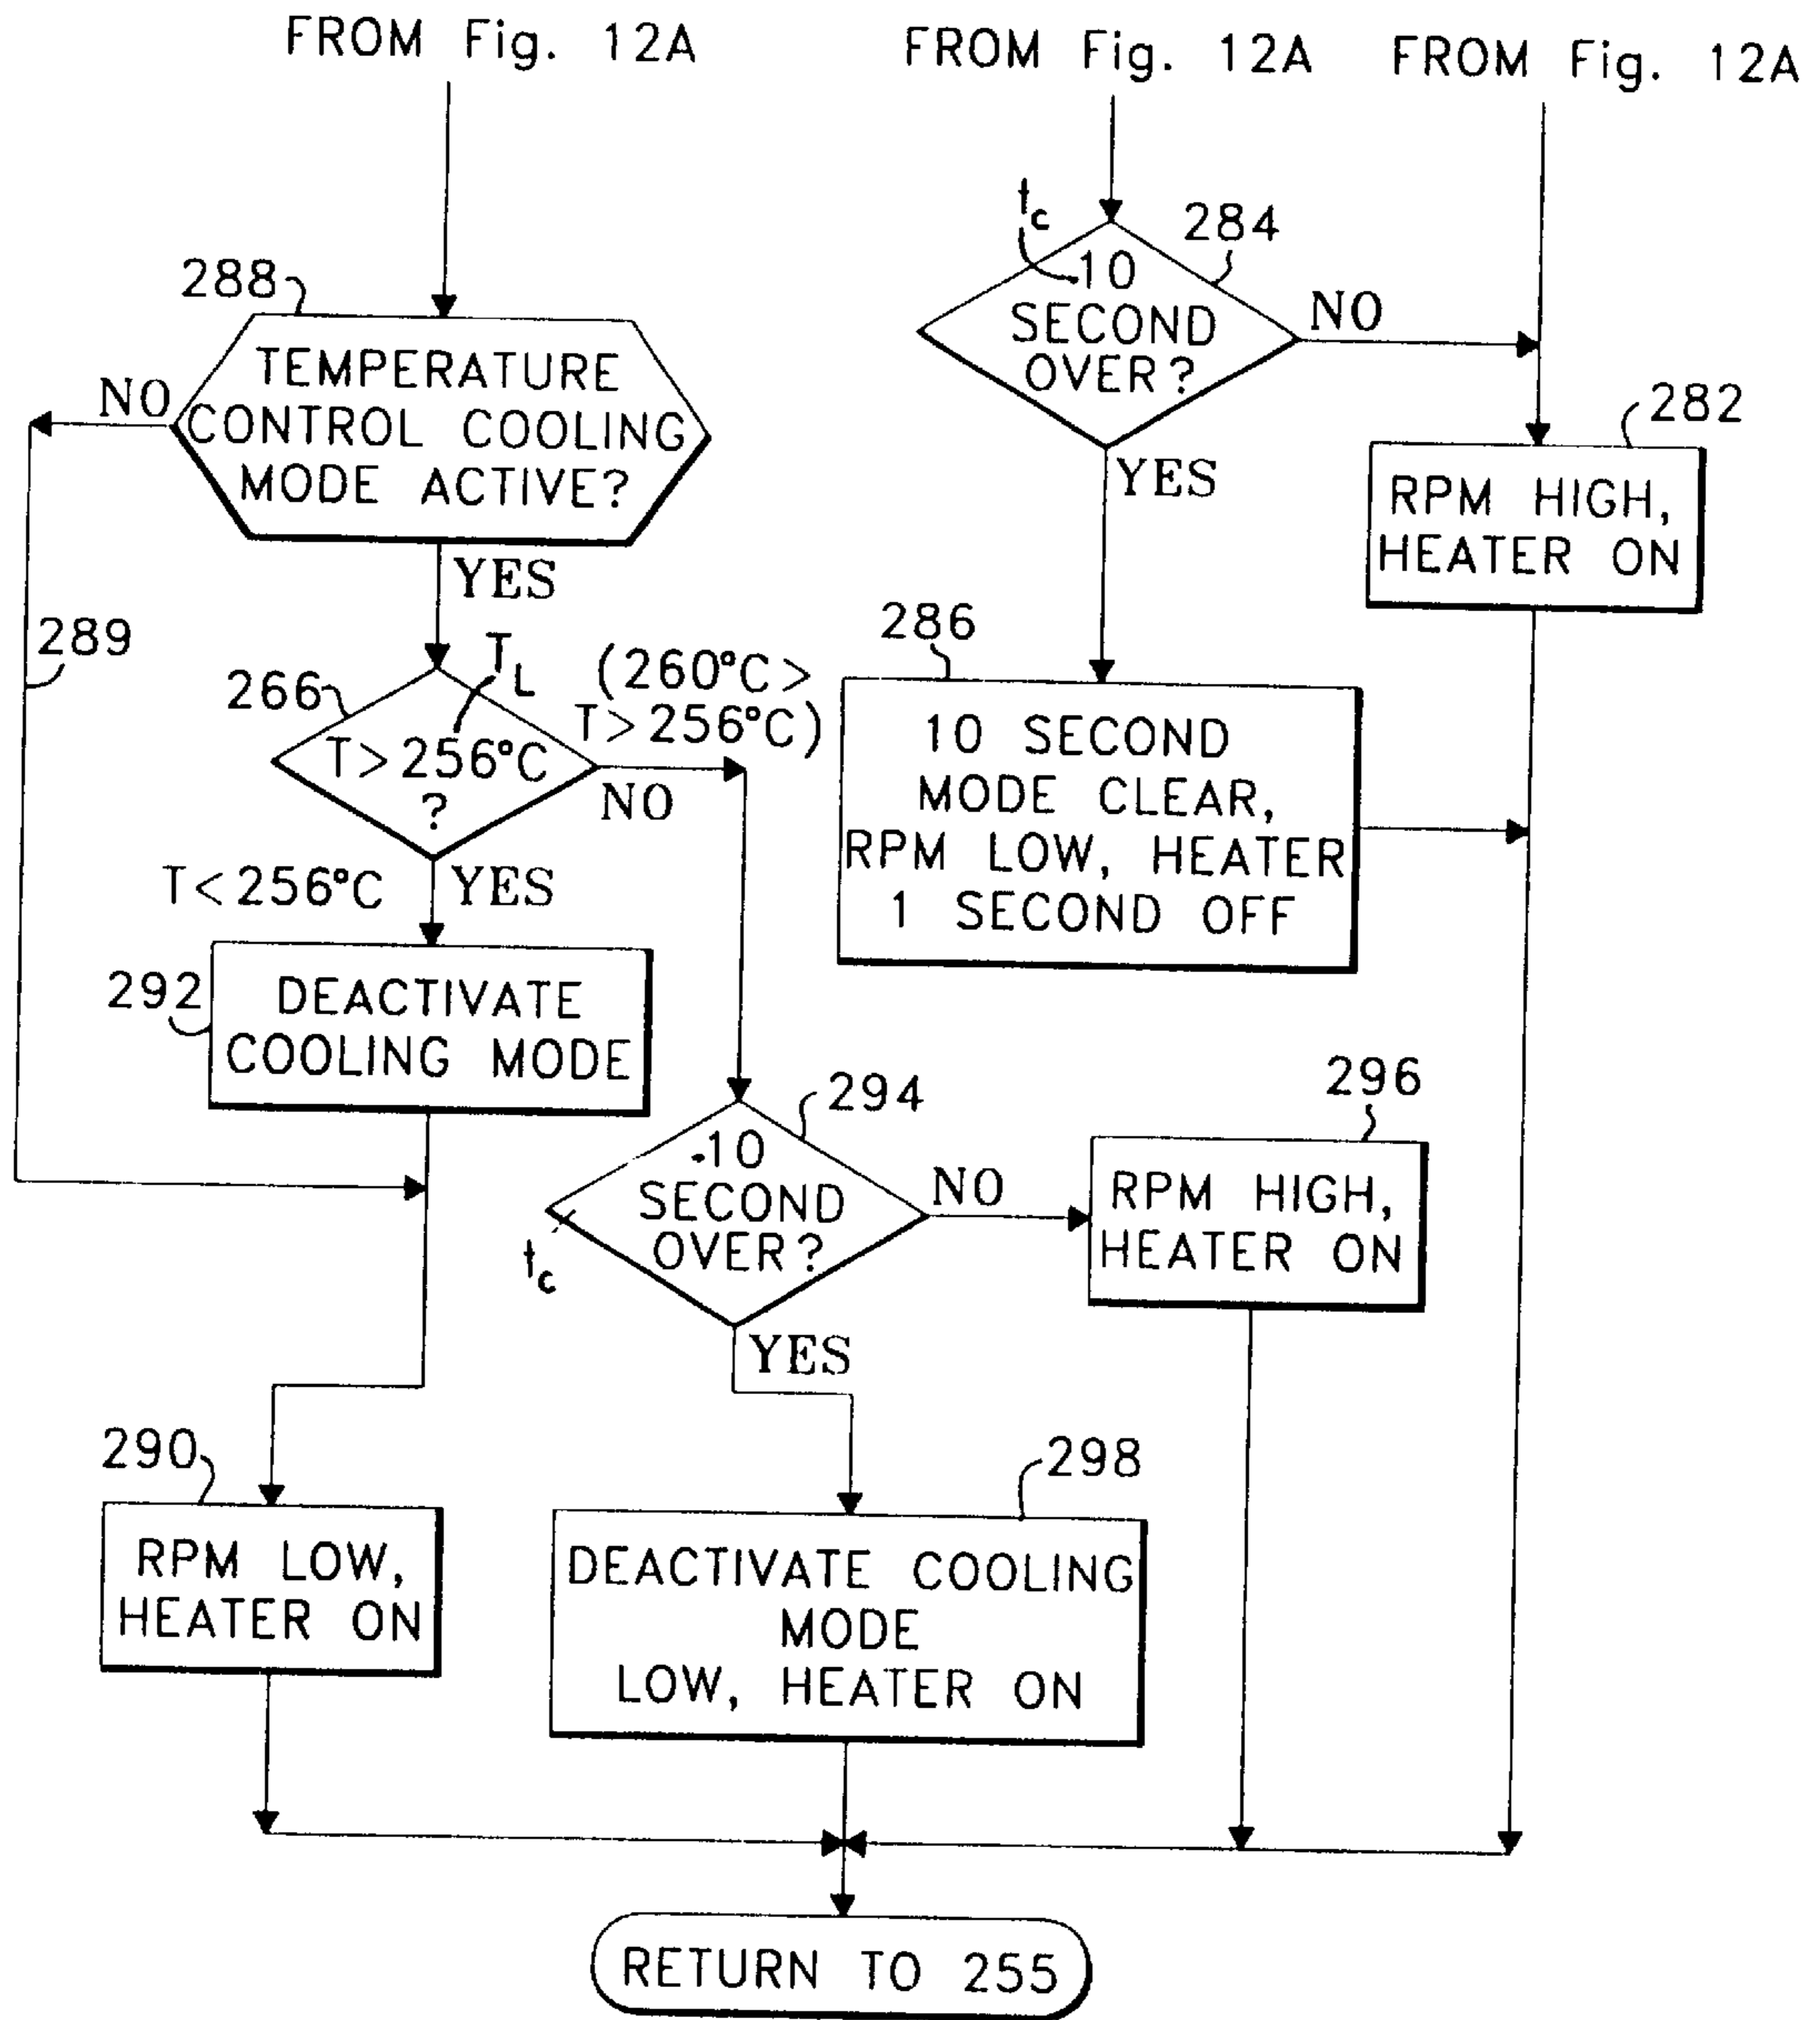 FROM Fig. 12A
FROM Fig. 12A
FROM Fig. 12A
288
TEMPERATURE
CONTROL COOLING
MODE ACTIVE?
NO
YES
289
tc
284
10
SECOND
OVER?
NO
YES
282
RPM HIGH,
HEATER ON
286
10 SECOND
MODE CLEAR,
RPM LOW, HEATER
1 SECOND OFF
266
TL
(260°C>
T>256°C)
T>256°C
?
NO
T<256°C
YES
292
DEACTIVATE
COOLING MODE
294
10
SECOND
OVER?
tc
NO
YES
296
RPM HIGH,
HEATER ON
290
RPM LOW,
HEATER ON
298
DEACTIVATE COOLING
MODE
LOW, HEATER ON
RETURN TO 255